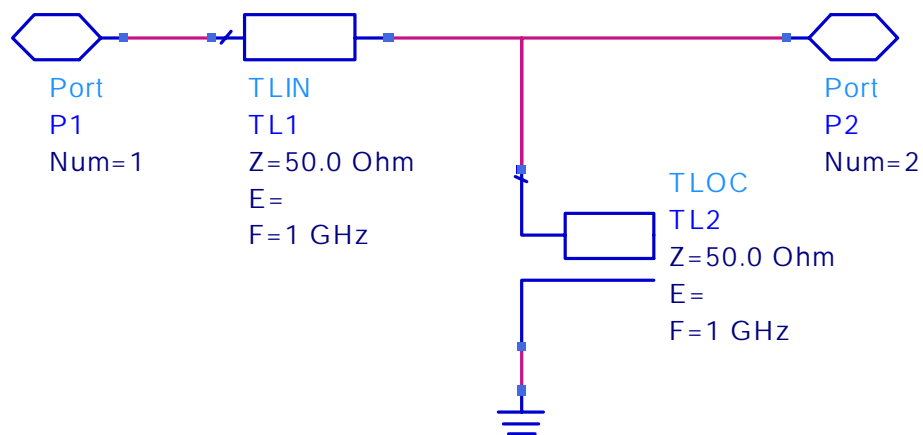 Port
P1
Num=1
TLIN
TL1
Z=50.0 Ohm
E=
F=1 GHz
TLOC
TL2
Z=50.0 Ohm
E=
F=1 GHz
Port
P2
Num=2